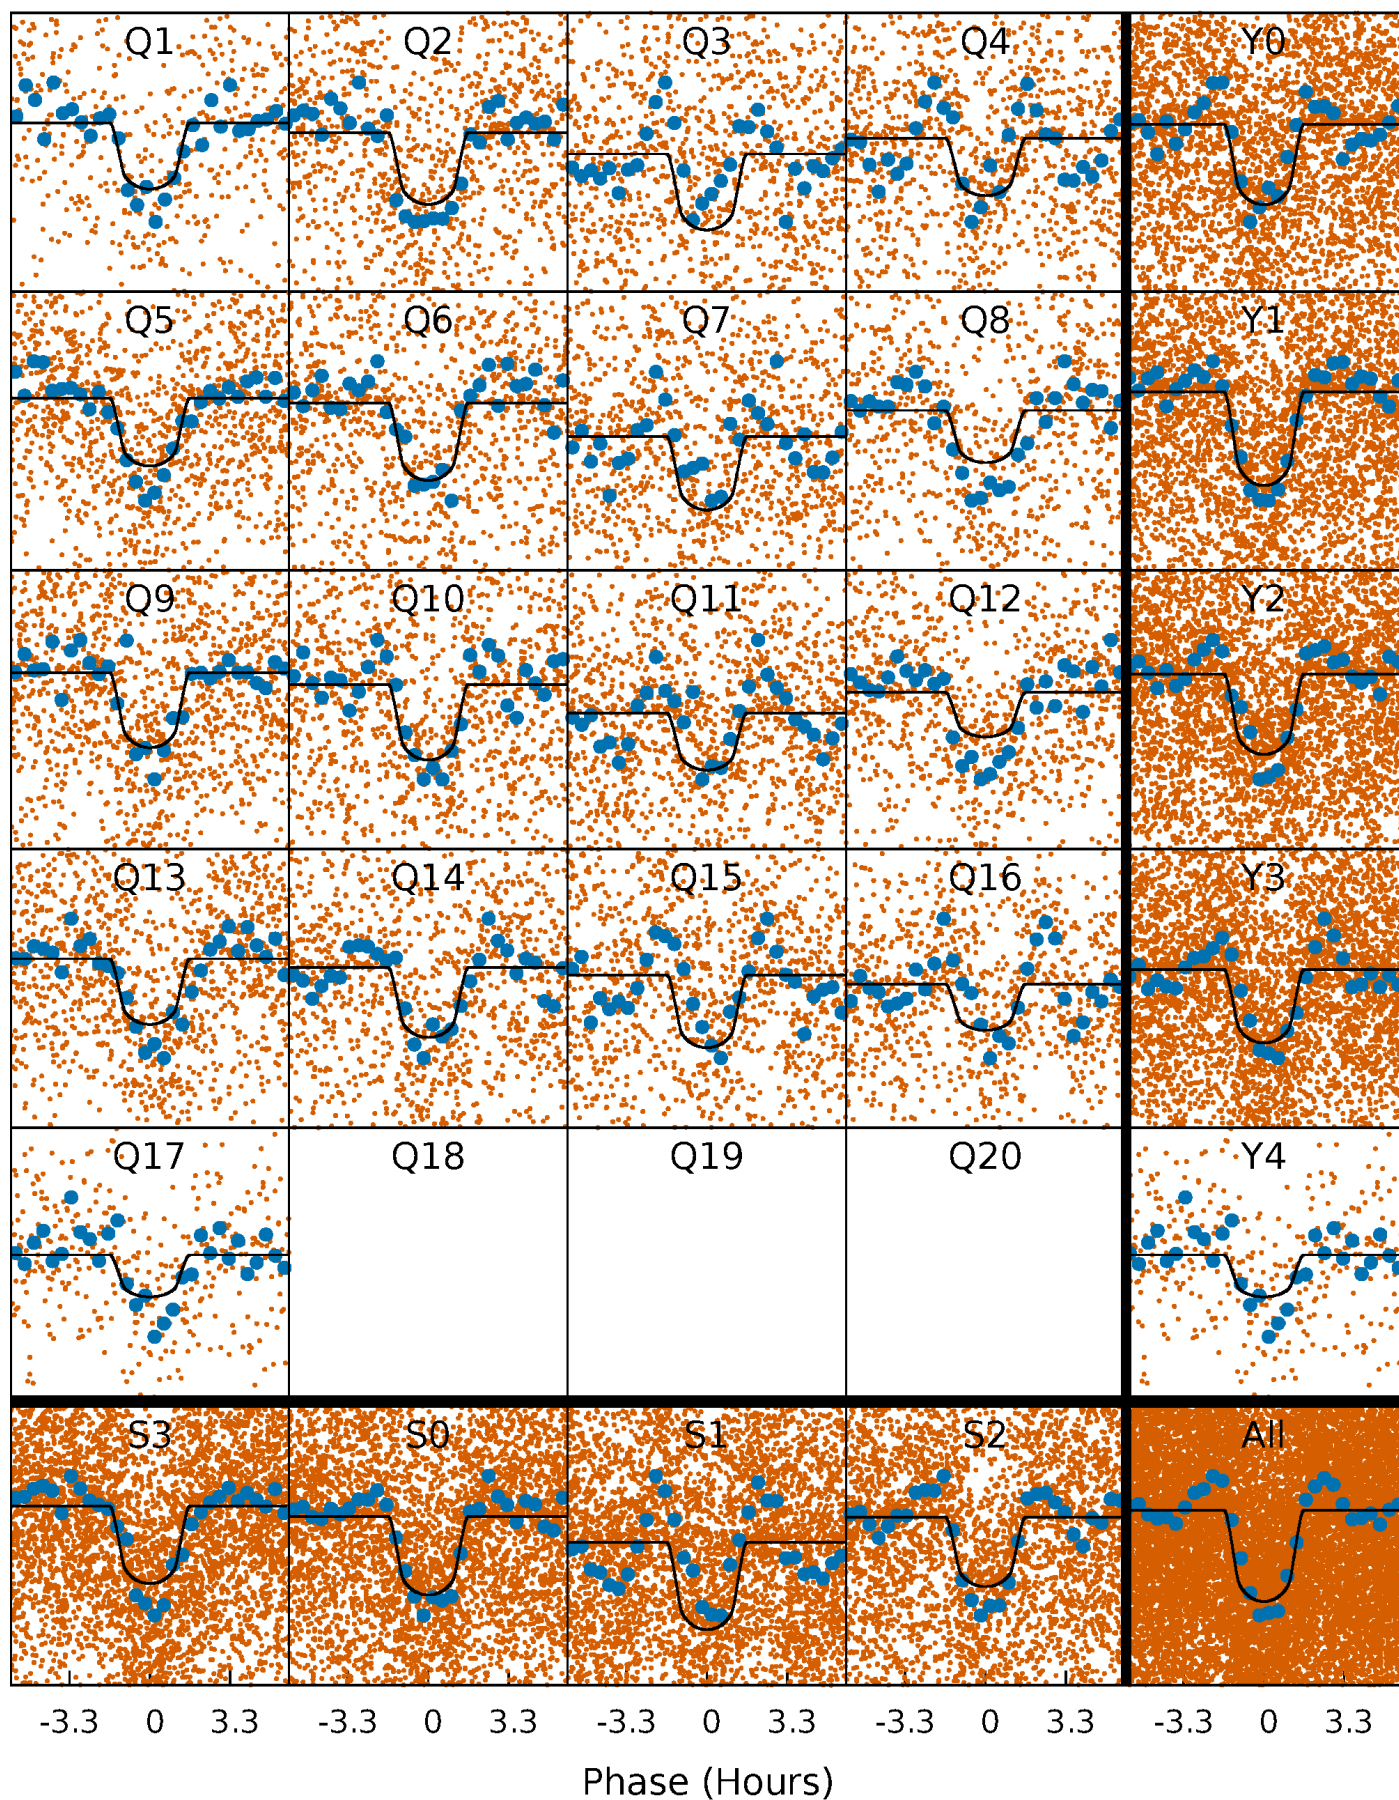 Q1 Q2 Q3 Q4 Y0
Q5 Q6 Q7 Q8 Y1
Q9 Q10 Q11 Q12 Y2
Q13 Q14 Q15 Q16 Y3
Q17 Q18 Q19 Q20 Y4
S3 S0 S1 S2 All
-3.3 0 3.3 -3.3 0 3.3 -3.3 0 3.3 -3.3 0 3.3 -3.3 0 3.3
Phase (Hours)